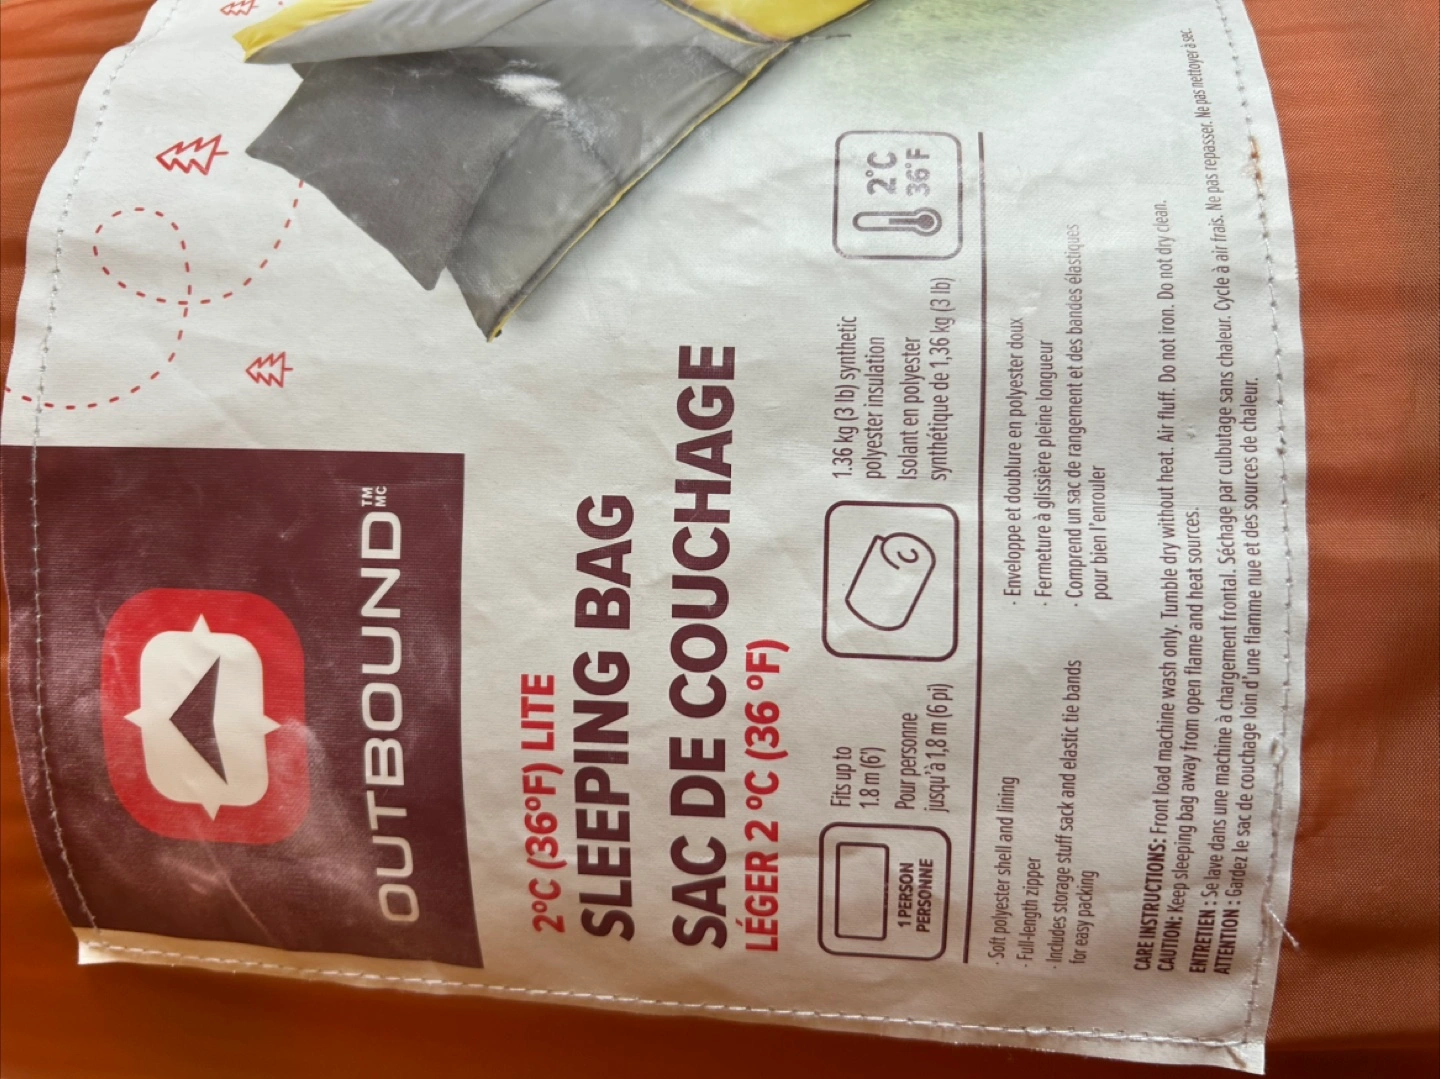 OUTBOUND™
MC
2°C (36°F) LITE
SLEEPING BAG
SAC DE COUCHAGE
LÉGER 2 °C (36 °F)
1 PERSON
PERSONNE
Fits up to
1.8 m (6')
Pour personne
jusqu'à 1,8 m (6 pi)
1.36 kg (3 lb) synthetic
polyester insulation
Isolant en polyester
synthétique de 1,36 kg (3 lb)
2°C
36°F
· Soft polyester shell and lining
· Full-length zipper
· Includes storage stuff sack and elastic tie bands
for easy packing
· Enveloppe et doublure en polyester doux
· Fermeture à glissière pleine longueur
· Comprend un sac de rangement et des bandes élastiques
pour bien l'enrouler
CARE INSTRUCTIONS: Front load machine wash only. Tumble dry without heat. Air fluff. Do not iron. Do not dry clean.
CAUTION: Keep sleeping bag away from open flame and heat sources.
ENTRETIEN : Se lave dans une machine à chargement frontal. Séchage par culbutage sans chaleur. Cycle à air frais. Ne pas repasser. Ne pas nettoyer à sec.
ATTENTION : Gardez le sac de couchage loin d'une flamme nue et des sources de chaleur.